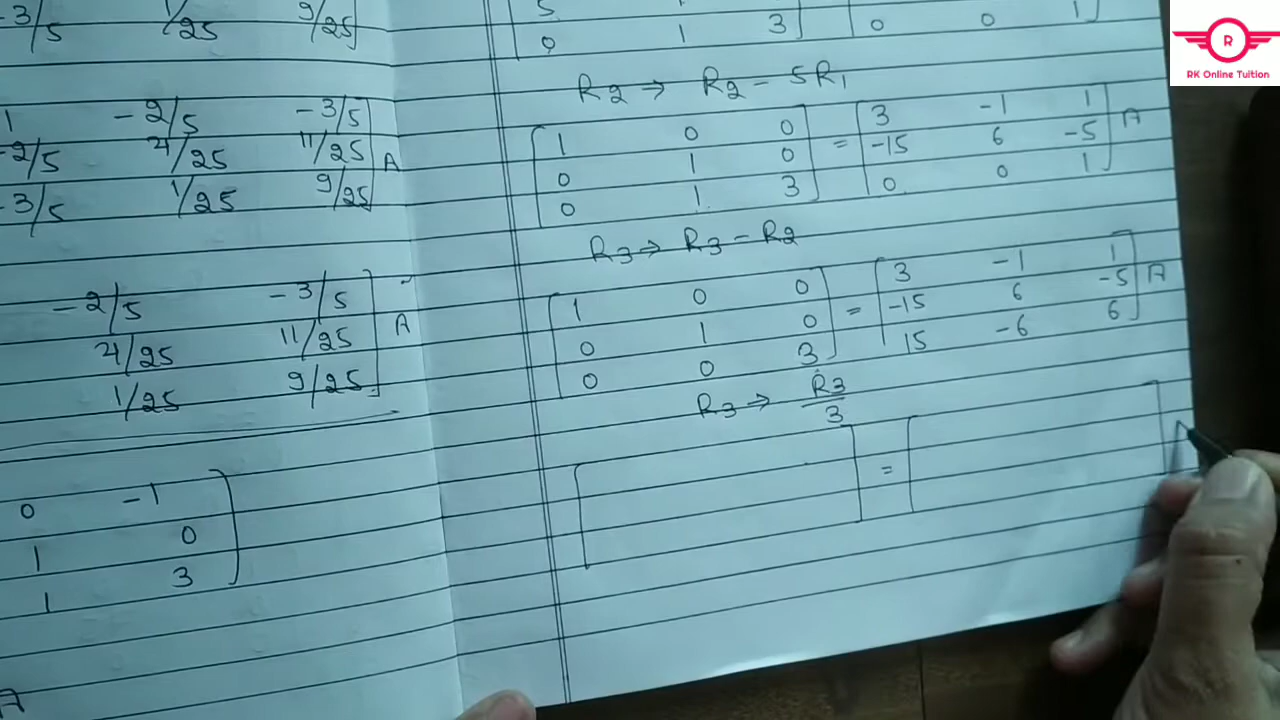 -3/5 1/25 9/25
1 -2/5 -3/5
-2/5 4/25 11/25 A
-3/5 1/25 9/25
-2/5 -3/5
4/25 11/25 A
1/25 9/25
0 -1
1 0
1 3
A
5
0 1 3 0 0 1
R2 → R2 - 5R1
1 0 0 = 3 -1 1 A
0 1 0 -15 6 -5
0 1 3 0 0 1
R3 → R3 - R2
1 0 0 = 3 -1 1 A
0 1 0 -15 6 -5
0 0 3 15 -6 6
R3 → R3/3
=
R
RK Online Tuition